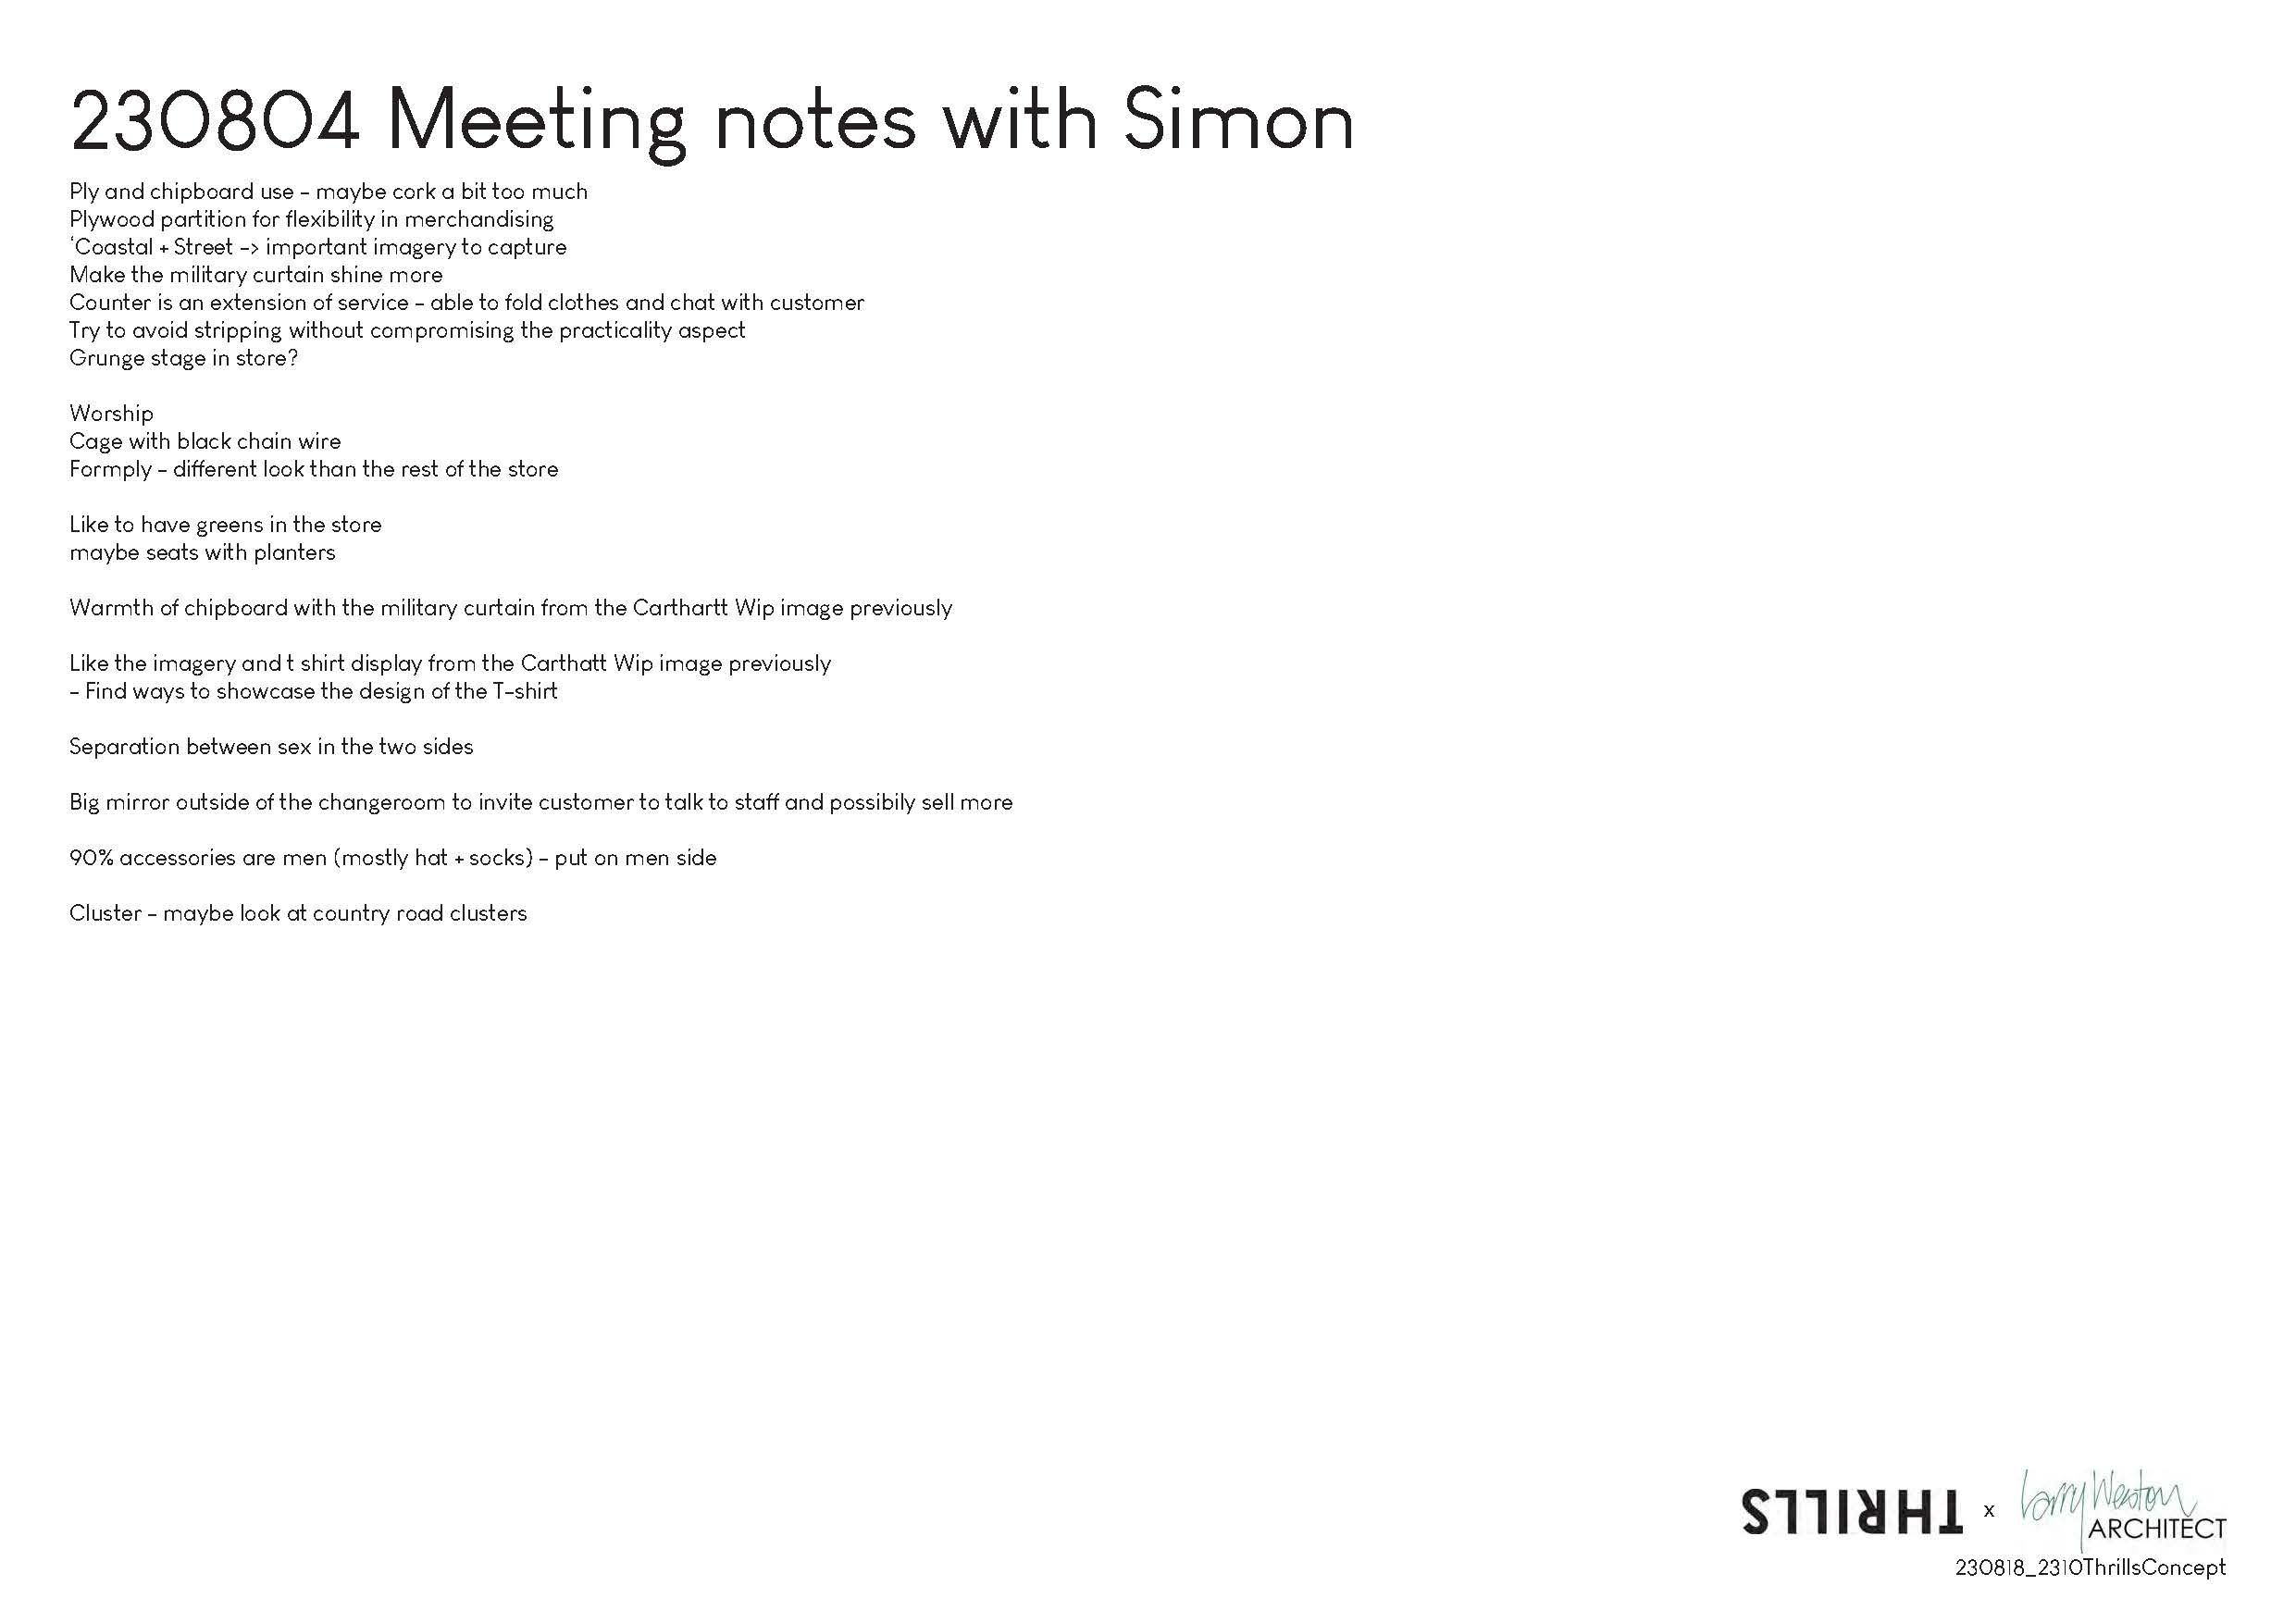 230804 Meeting notes with Simon
Ply and chipboard use - maybe cork a bit too much
Plywood partition for flexibility in merchandising
‘Coastal + Street -> important imagery to capture
Make the military curtain shine more
Counter is an extension of service - able to fold clothes and chat with customer
Try to avoid stripping without compromising the practicality aspect
Grunge stage in store?
Worship
Cage with black chain wire
Formply - different look than the rest of the store
Like to have greens in the store
maybe seats with planters
Warmth of chipboard with the military curtain from the Carthartt Wip image previously
Like the imagery and t shirt display from the Carthatt Wip image previously
- Find ways to showcase the design of the T-shirt
Separation between sex in the two sides
Big mirror outside of the changeroom to invite customer to talk to staff and possibily sell more
90% accessories are men (mostly hat + socks) - put on men side
Cluster - maybe look at country road clusters
THRILLS x Larry Weston
ARCHITECT
230818_2310ThrillsConcept